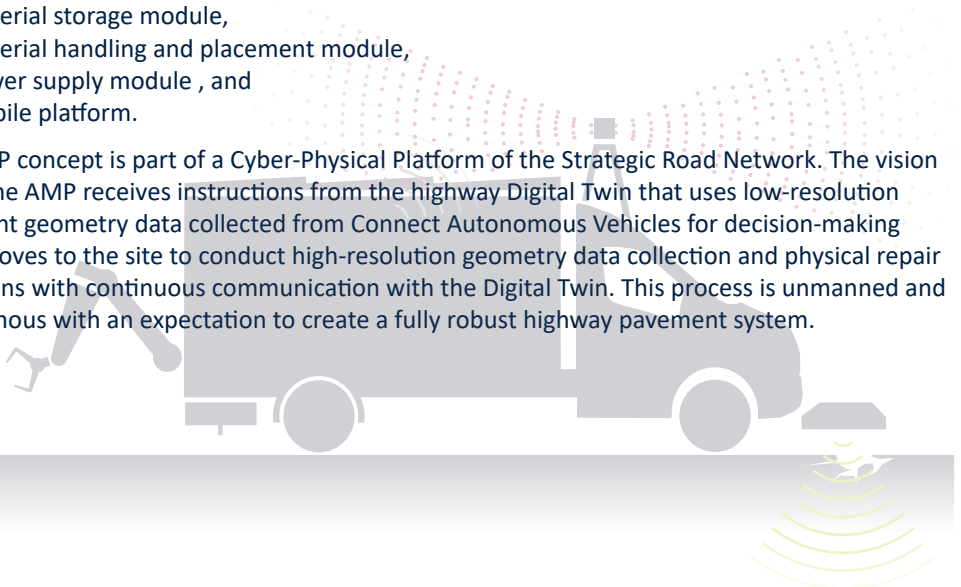 erial storage module,
erial handling and placement module,
ver supply module , and
bile platform.
P concept is part of a Cyber-Physical Platform of the Strategic Road Network. The vision
ne AMP receives instructions from the highway Digital Twin that uses low-resolution
nt geometry data collected from Connect Autonomous Vehicles for decision-making
oves to the site to conduct high-resolution geometry data collection and physical repair
ns with continuous communication with the Digital Twin. This process is unmanned and
mous with an expectation to create a fully robust highway pavement system.